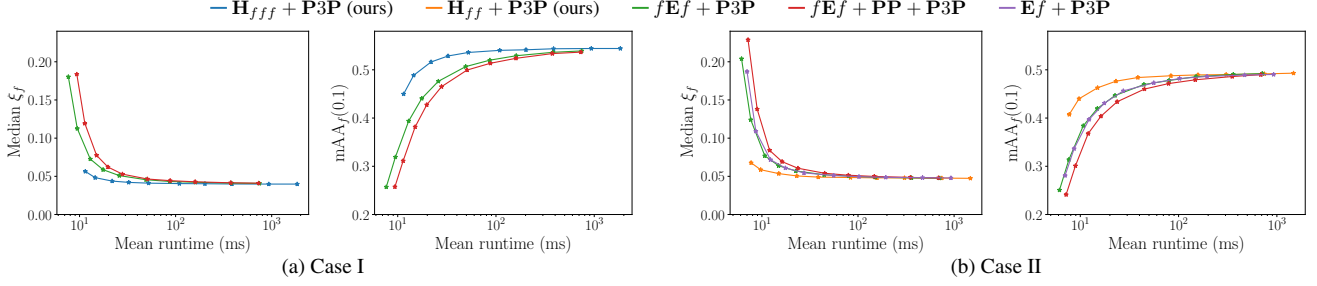 H_fff + P3P (ours) H_ff + P3P (ours) fEf + P3P fEf + PP + P3P Ef + P3P
Median ξ_f
0.20
0.15
0.10
0.05
0.00
10^1 10^2 10^3
Mean runtime (ms)
mAA_f(0.1)
0.5
0.4
0.3
0.2
10^1 10^2 10^3
Mean runtime (ms)
(a) Case I
Median ξ_f
0.20
0.15
0.10
0.05
0.00
10^1 10^2 10^3
Mean runtime (ms)
mAA_f(0.1)
0.5
0.4
0.3
0.2
10^1 10^2 10^3
Mean runtime (ms)
(b) Case II